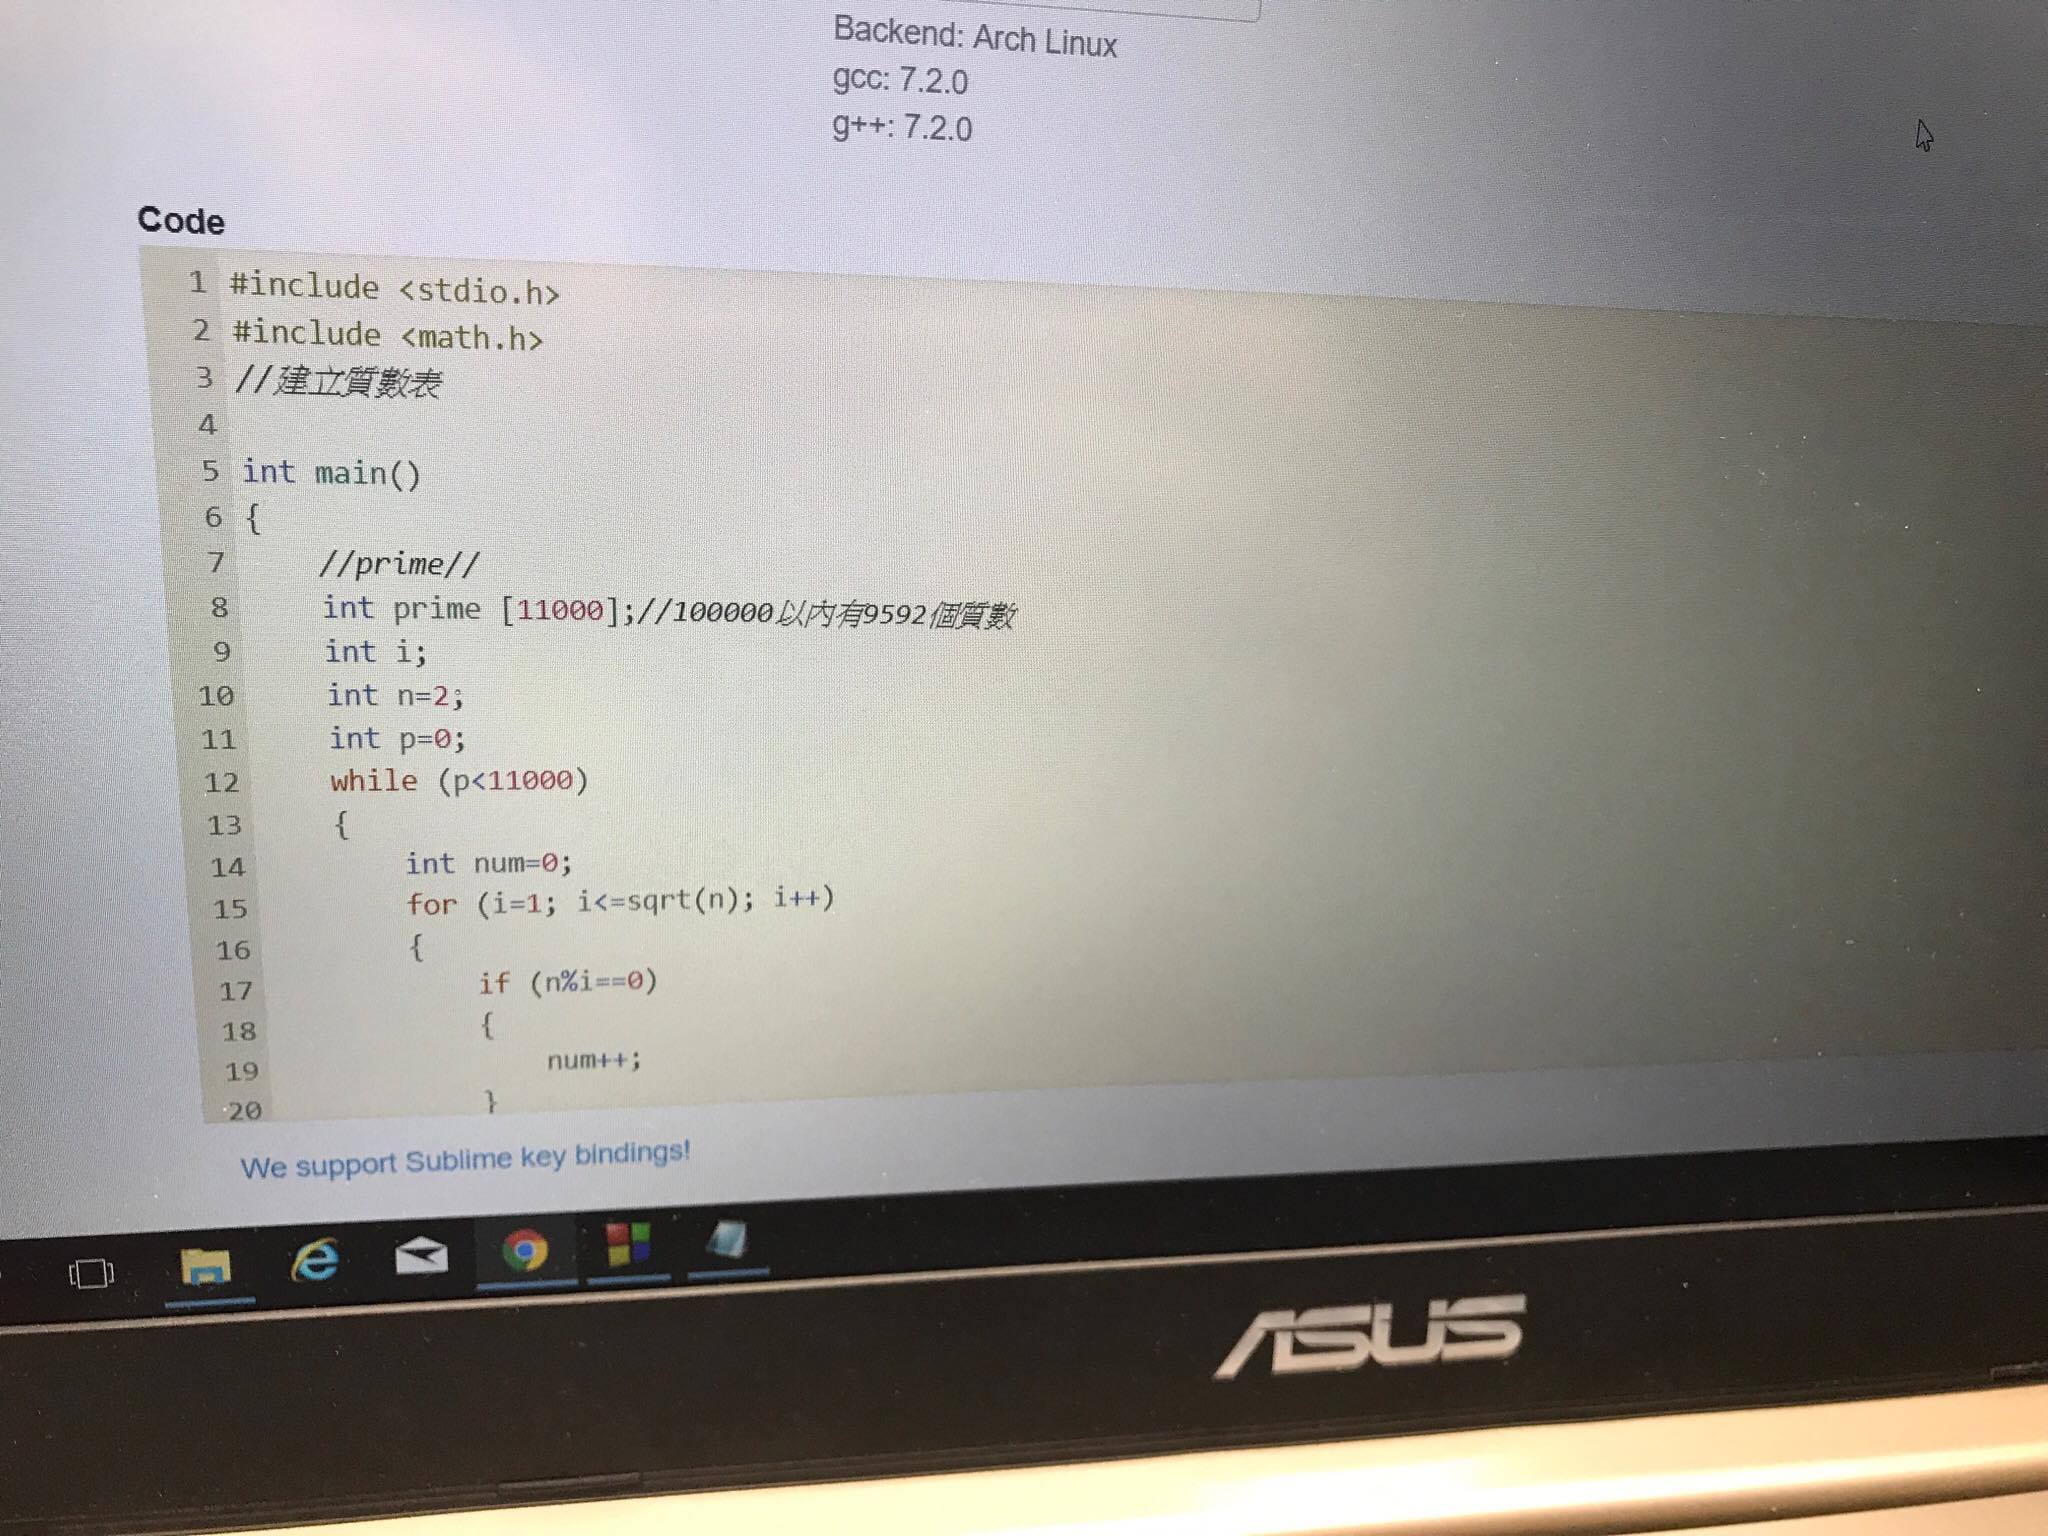 Backend: Arch Linux
gcc: 7.2.0
g++: 7.2.0
Code
1 #include <stdio.h>
2 #include <math.h>
3 //建立質數表
4
5 int main()
6 {
7 //prime//
8 int prime [11000];//100000以內有9592個質數
9 int i;
10 int n=2;
11 int p=0;
12 while (p<11000)
13 {
14 int num=0;
15 for (i=1; i<=sqrt(n); i++)
16 {
17 if (n%i==0)
18 {
19 num++;
20 }
We support Sublime key bindings!
ASUS